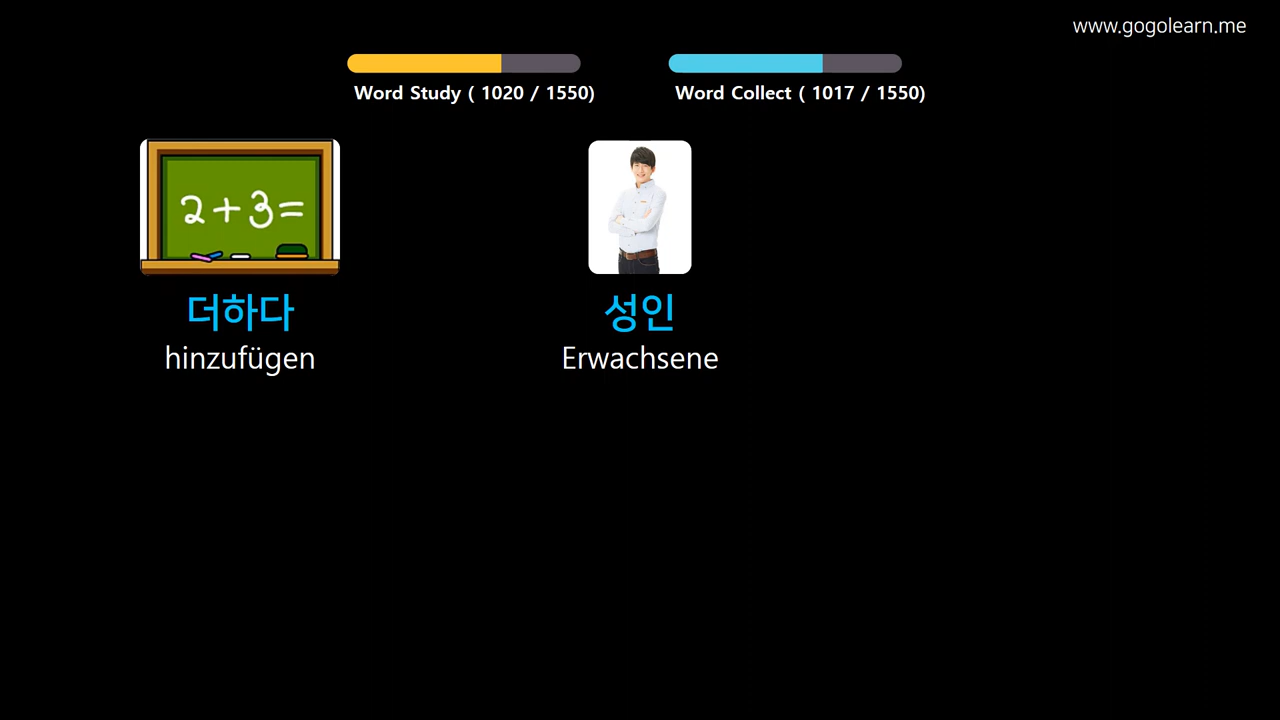 www.gogolearn.me
Word Study ( 1020 / 1550)
Word Collect ( 1017 / 1550)
2+3=
더하다
hinzufügen
성인
Erwachsene